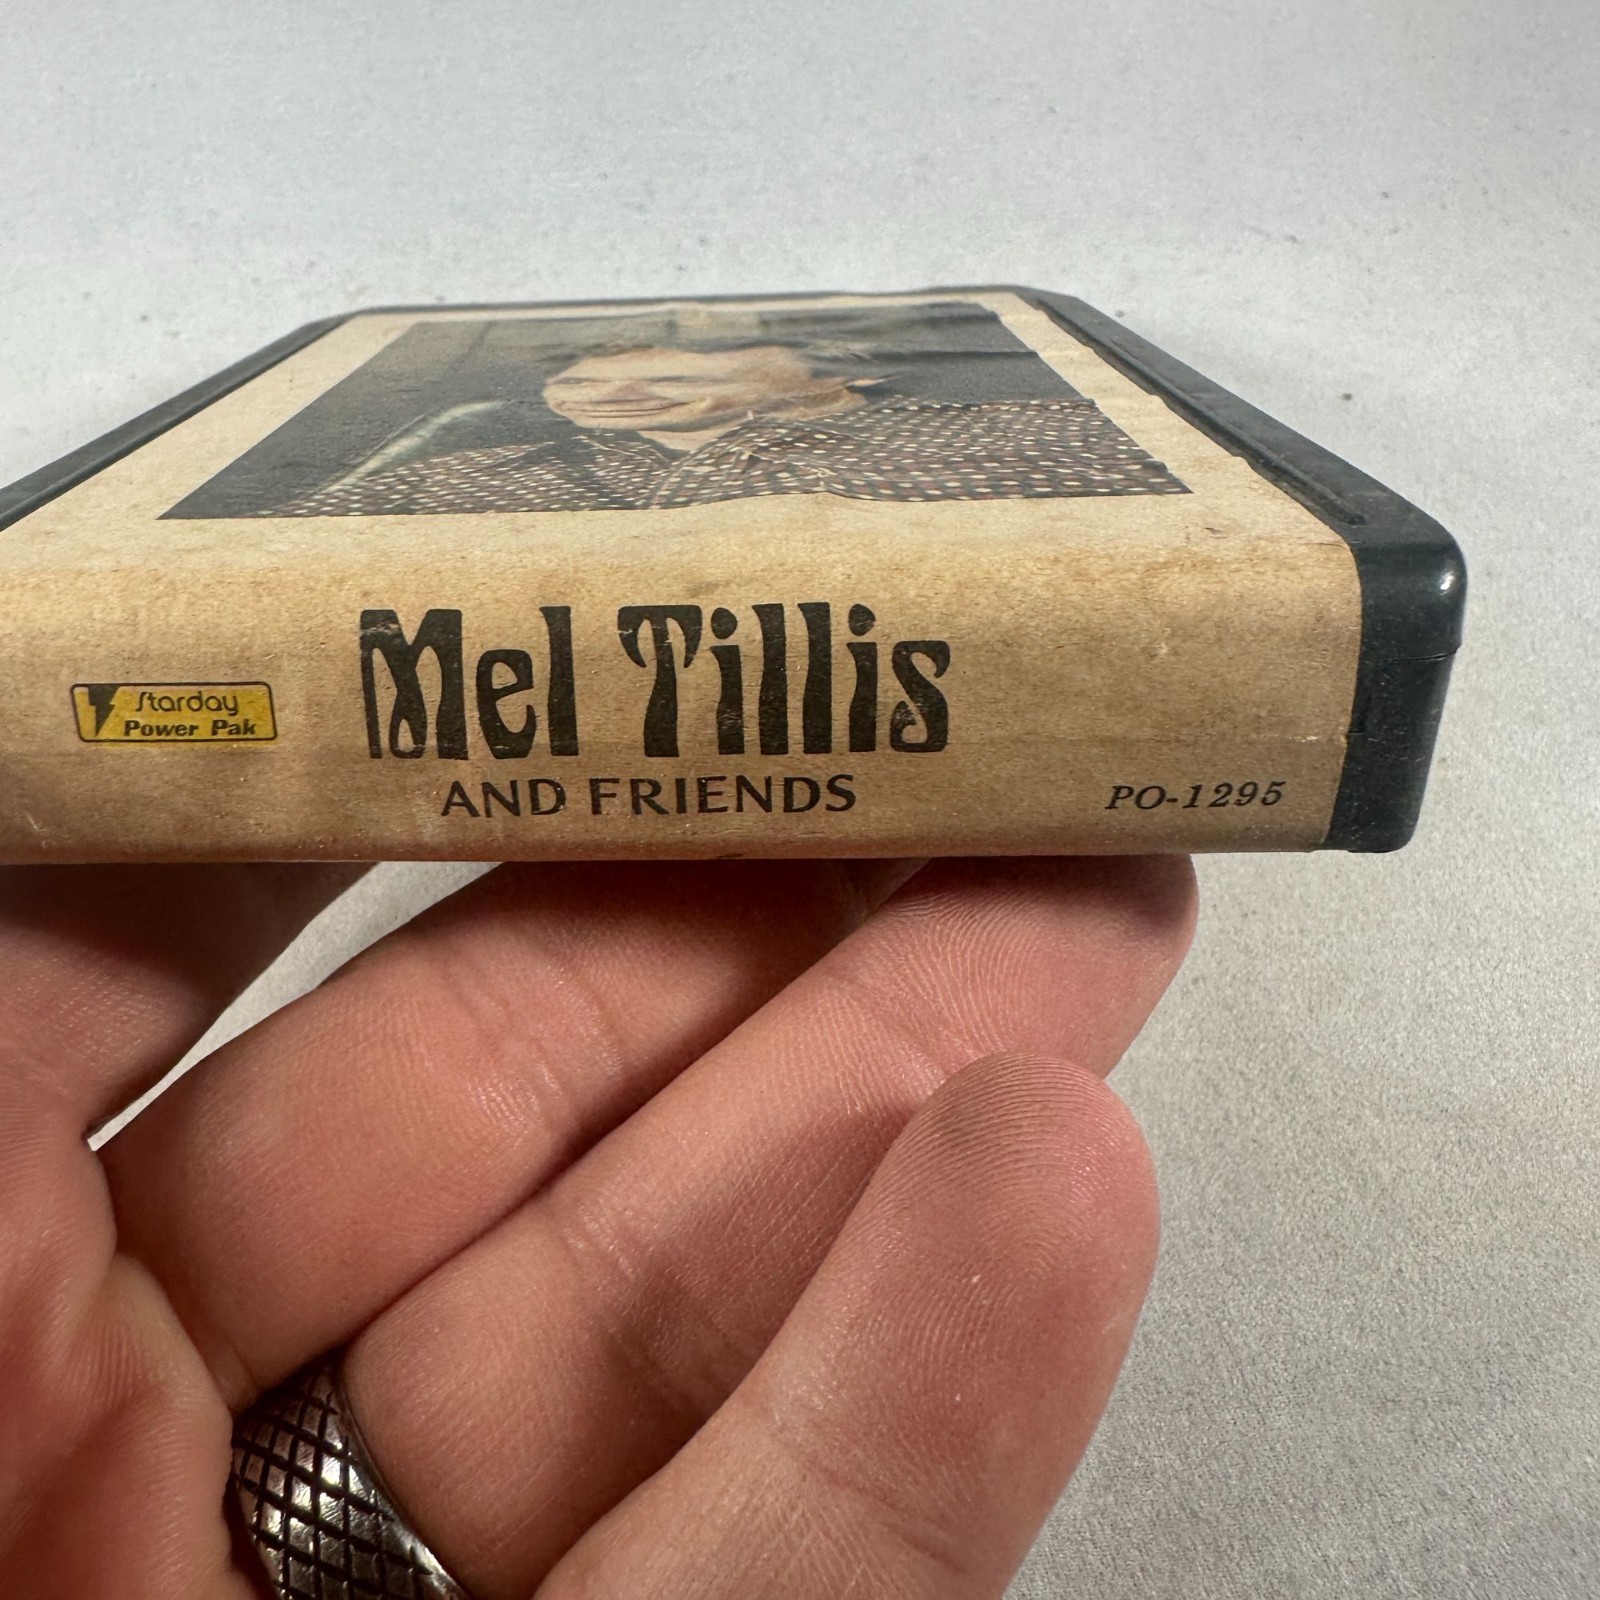 Starday
Power Pak
Mel Tillis
AND FRIENDS
PO-1295